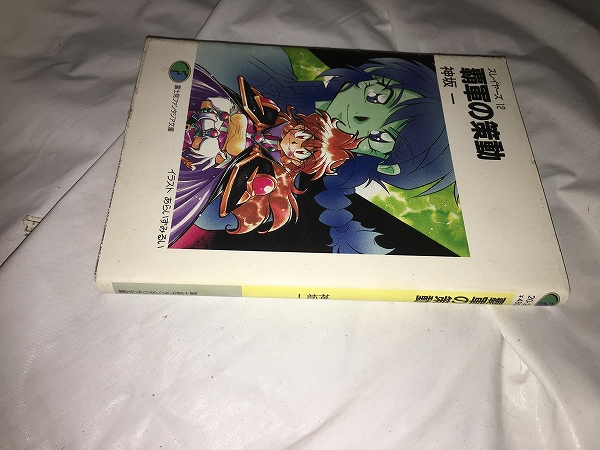 スレイヤーズ 12
覇軍の策動
神坂 一
富士見ファンタジア文庫
イラスト あらいずみるい
覇軍の策動
神坂 一